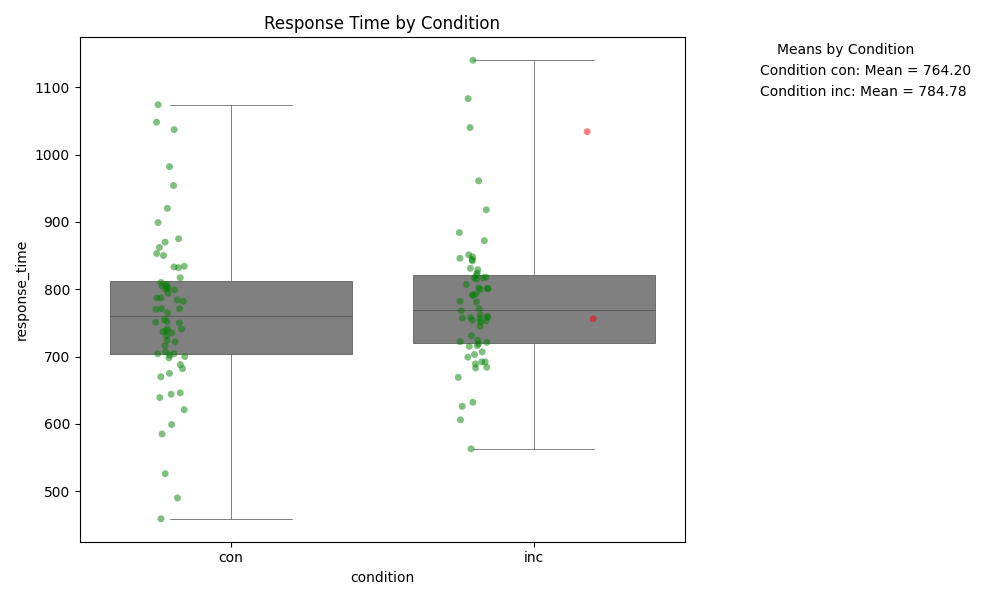 Response Time by Condition
Means by Condition
Condition con: Mean = 764.20
Condition inc: Mean = 784.78
response_time
1100
1000
900
800
700
600
500
con
inc
condition